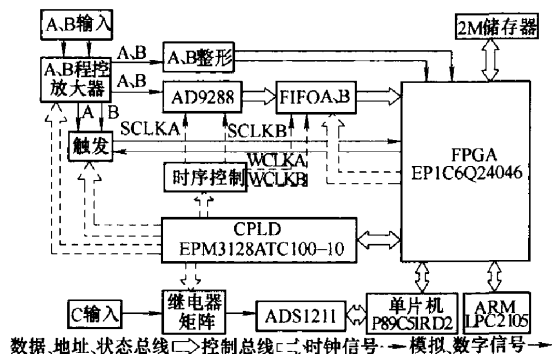 A,B输入
2M储存器
A、B
A、B整形
A,B程控
放大器
A、B
AD9288
FIFOA、B
A
B
SCLKA
SCLKB
触发
WCLKA
WCLKB
时序控制
FPGA
EP1C6Q24046
CPLD
EPM3128ATC100-10
C输入
继电器
矩阵
ADS1211
单片机
P89C51RD2
ARM
LPC2105
数据、地址、状态总线 控制总线 时钟信号 模拟、数字信号